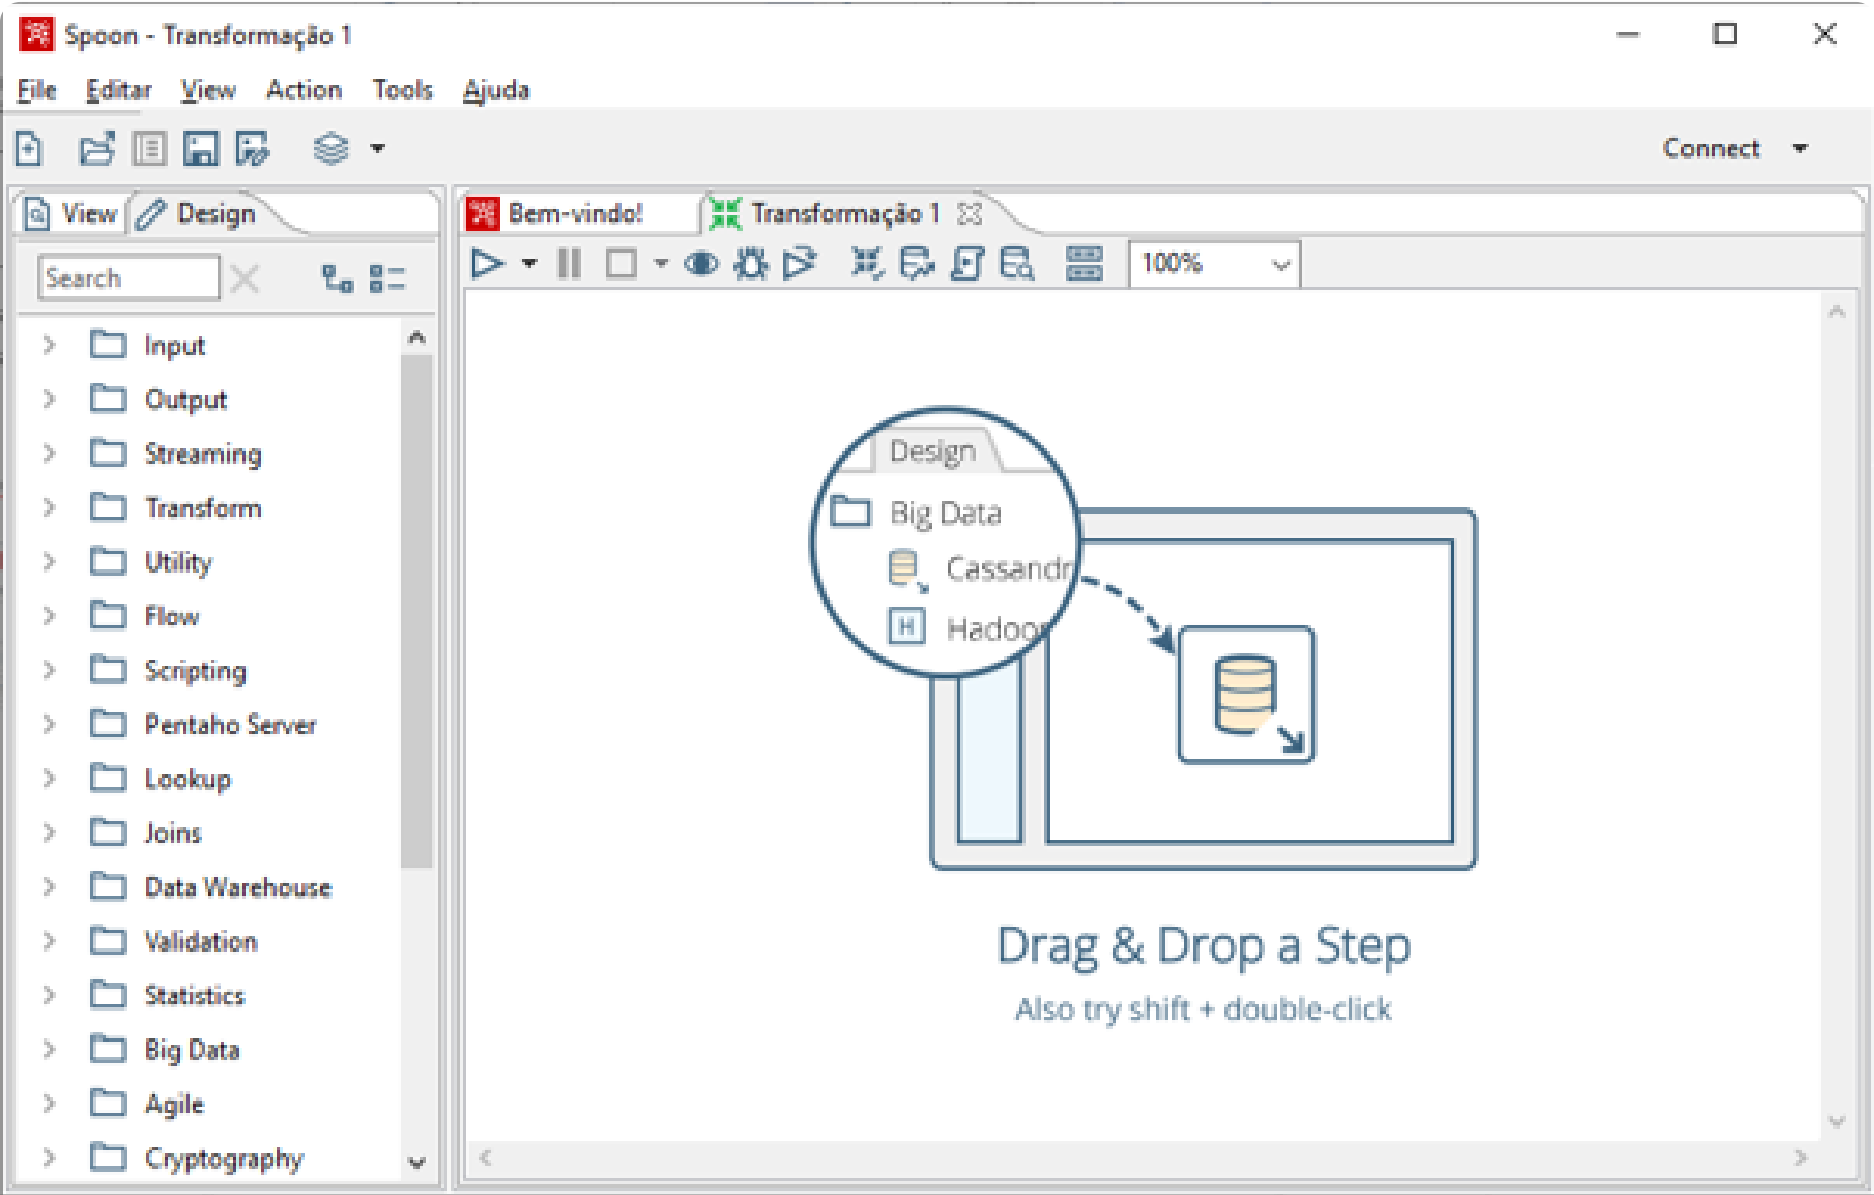 Spoon - Transformação 1
File Editar View Action Tools Ajuda
Connect
View Design
Bem-vindo! Transformação 1
Search
100%
Input
Output
Streaming
Transform
Utility
Flow
Scripting
Pentaho Server
Lookup
Joins
Data Warehouse
Validation
Statistics
Big Data
Agile
Cryptography
Design
Big Data
Cassandr
H Hadoop
Drag & Drop a Step
Also try shift + double-click